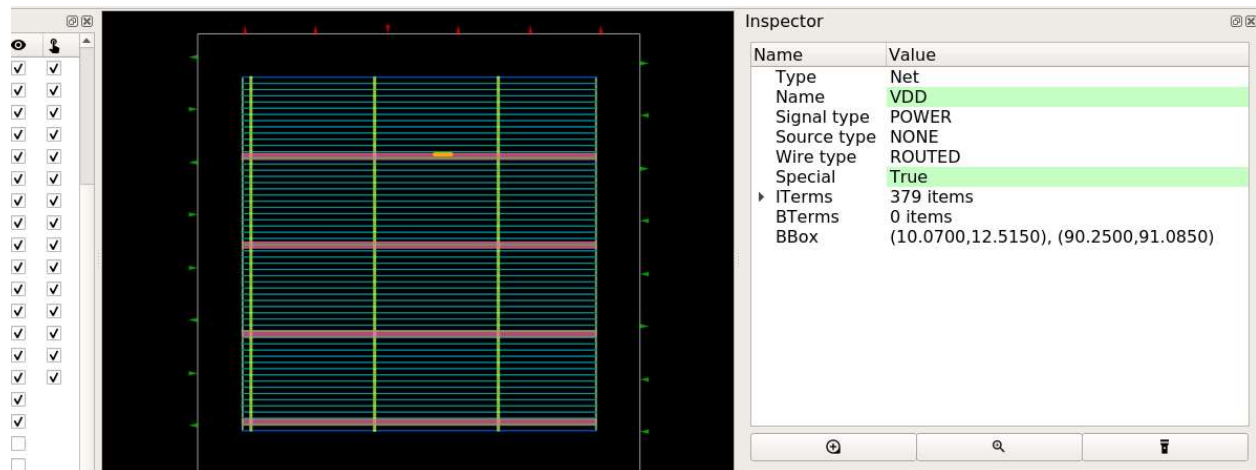 Inspector
Name Value
Type Net
Name VDD
Signal type POWER
Source type NONE
Wire type ROUTED
Special True
ITerms 379 items
BTerms 0 items
BBox (10.0700,12.5150), (90.2500,91.0850)